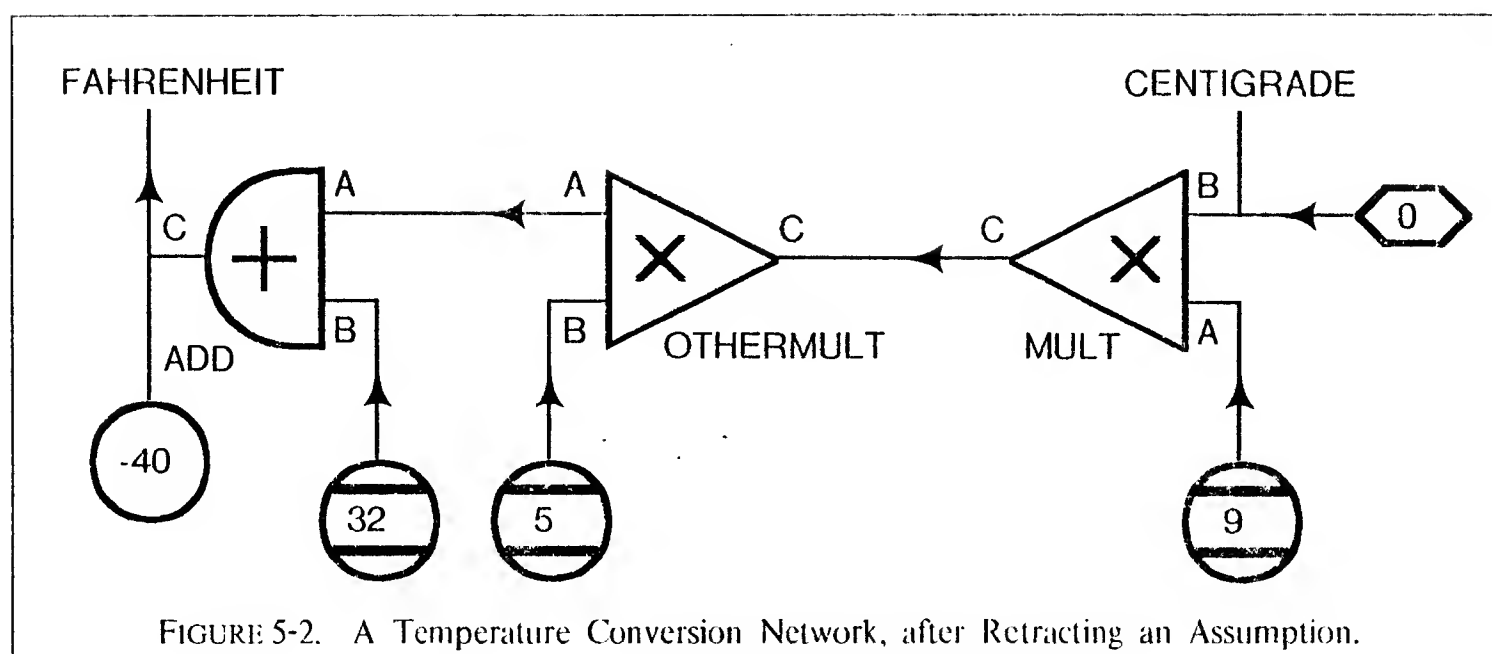 FAHRENHEIT
CENTIGRADE
A
A
B
C
C
C
0
+
×
×
B
B
A
ADD
OTHERMULT
MULT
-40
32
5
9
FIGURE 5-2. A Temperature Conversion Network, after Retracting an Assumption.